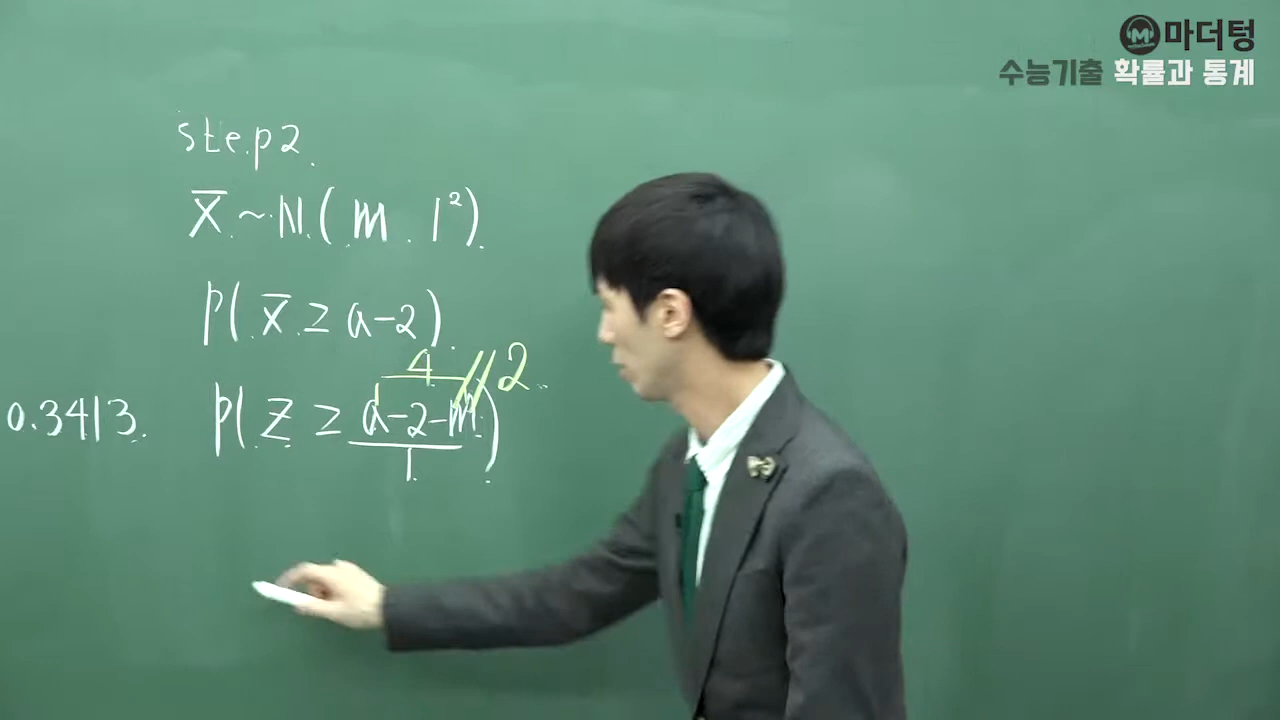 마더텅
수능기출 확률과 통계
step2.
X̄ ~ N( m . 1²)
P( X̄ ≥ a-2).
4
2
0.3413. P( Z ≥ a-2-m )
1